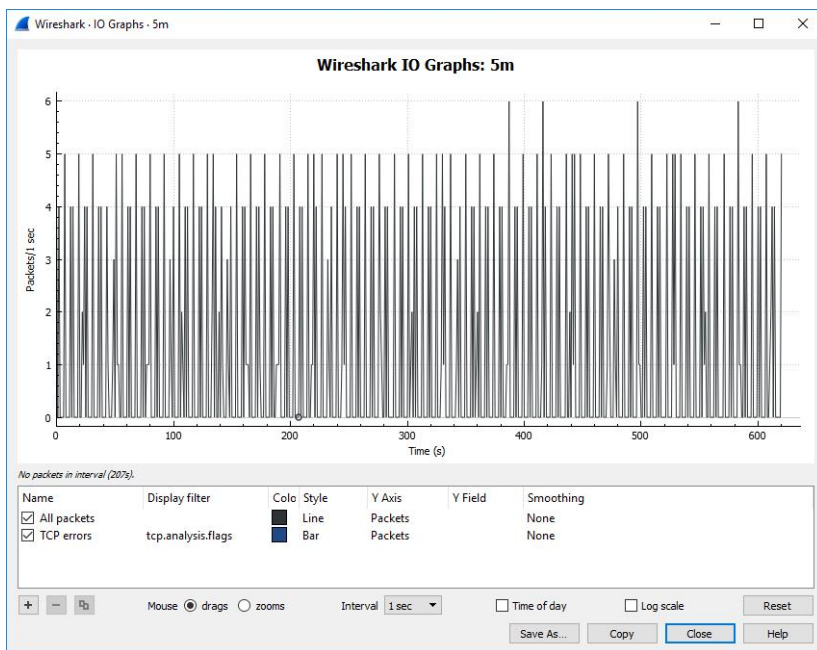 Wireshark · IO Graphs · 5m
Wireshark IO Graphs: 5m
6
5
4
3
2
1
0
Packets/1 sec
0 100 200 300 400 500 600
Time (s)
No packets in interval (207s).
Name Display filter Colo Style Y Axis Y Field Smoothing
All packets Line Packets None
TCP errors tcp.analysis.flags Bar Packets None
Mouse drags zooms Interval 1 sec Time of day Log scale Reset
Save As... Copy Close Help